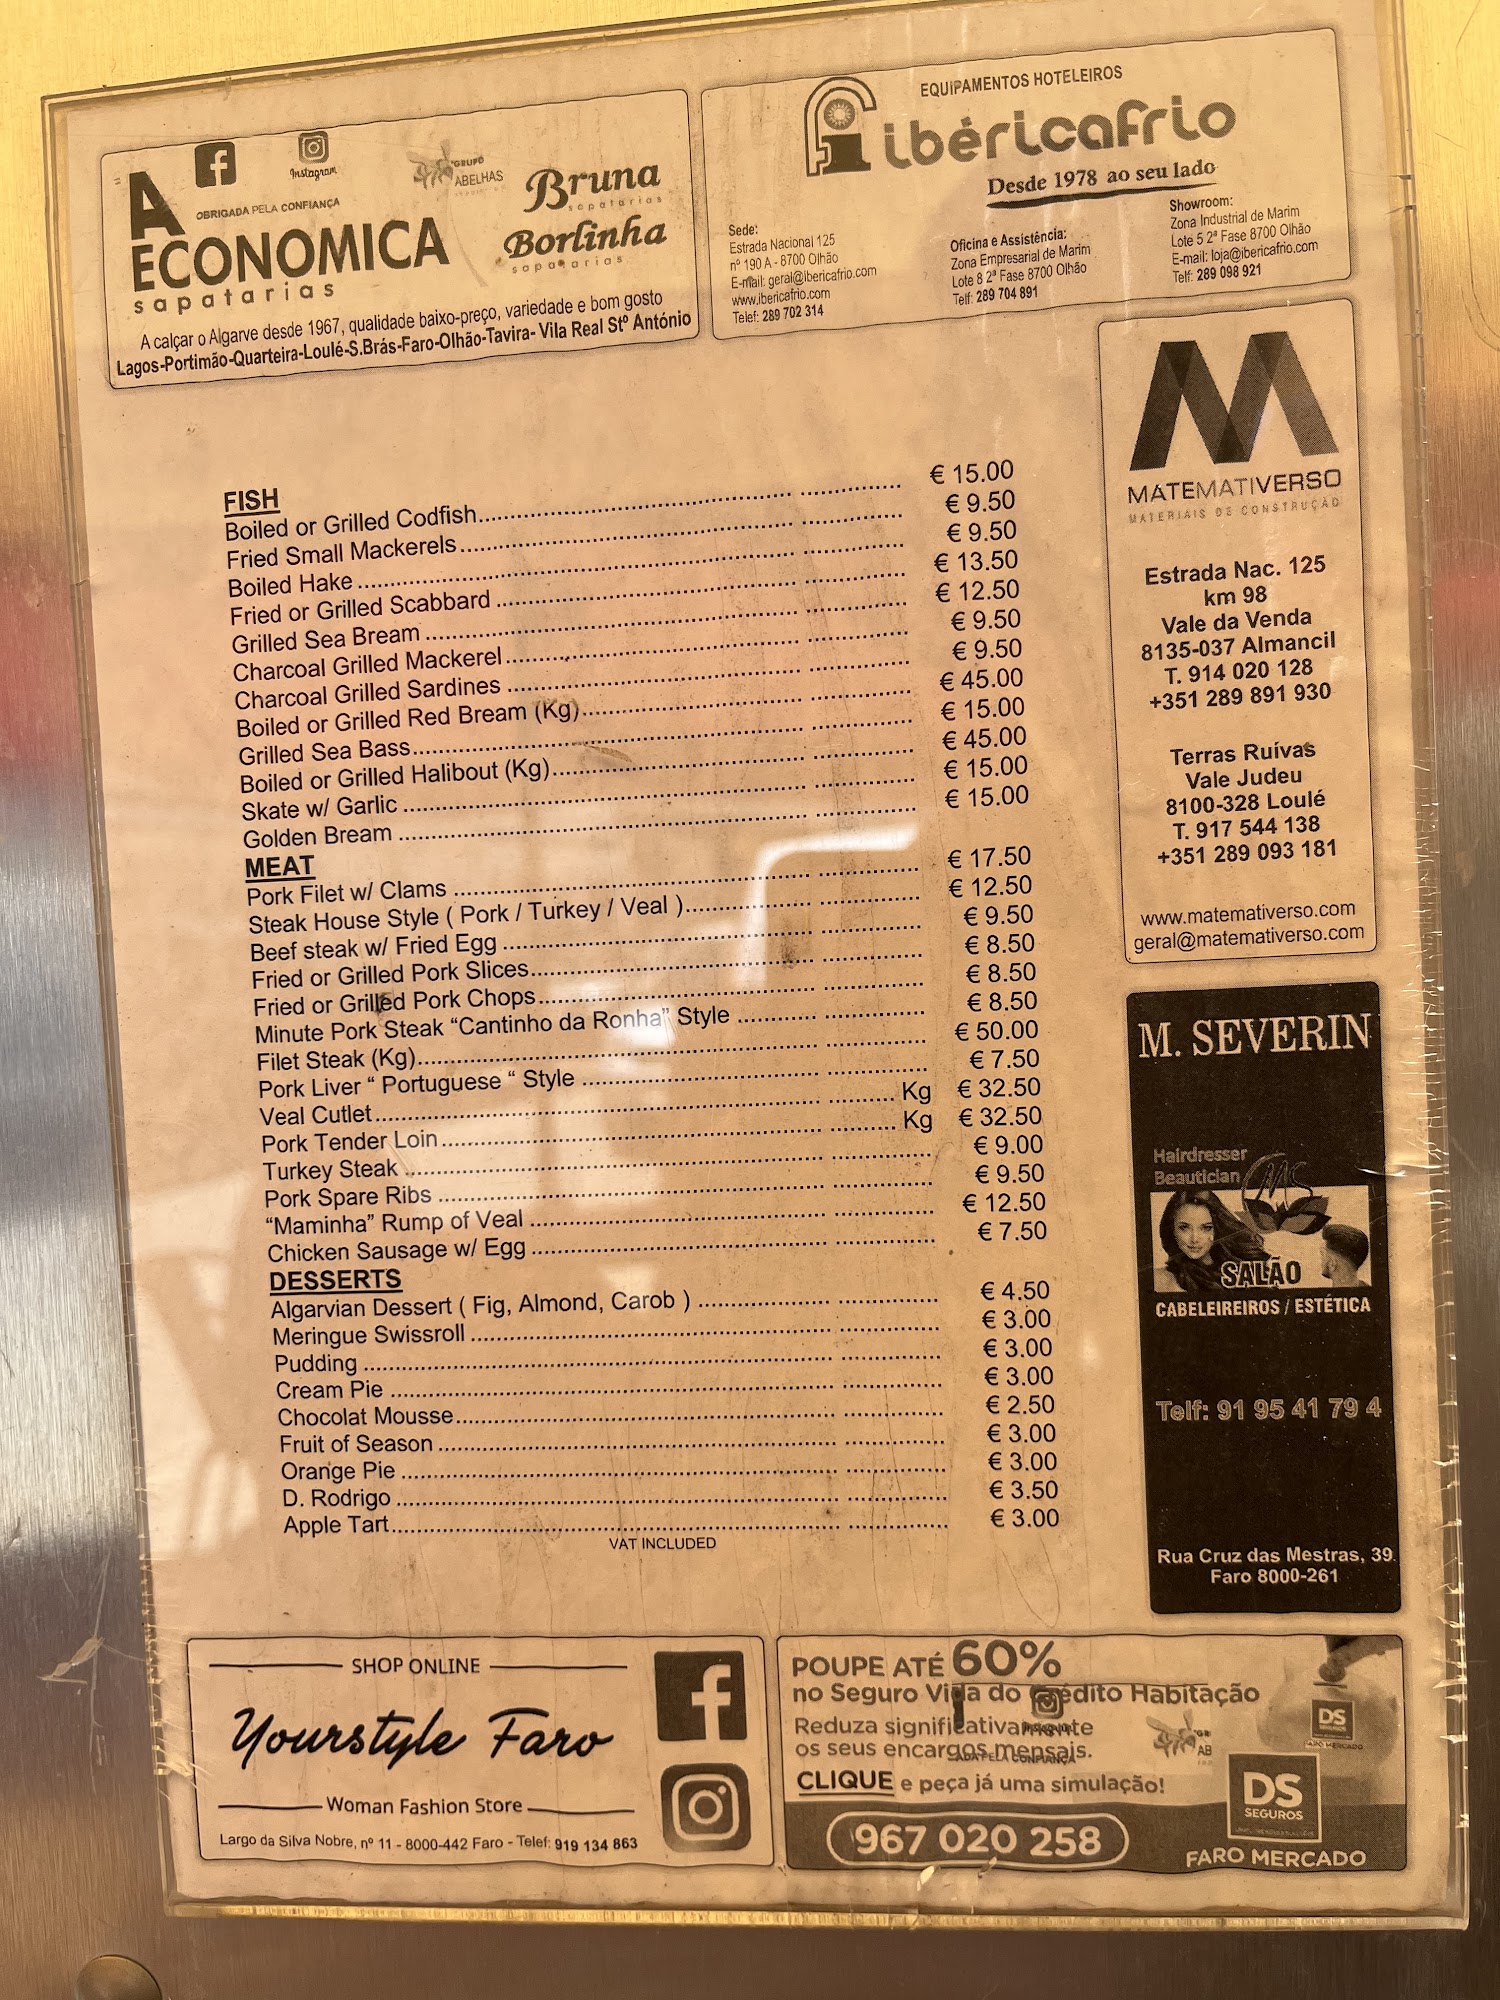 A
ECONOMICA
sapatarias
OBRIGADA PELA CONFIANÇA
Instagram
GRUPO
ABELHAS
Bruna
sapatarias
Borlinha
sapatarias
A calçar o Algarve desde 1967, qualidade baixo-preço, variedade e bom gosto
Lagos-Portimão-Quarteira-Loulé-S.Brás-Faro-Olhão-Tavira- Vila Real Stº António
EQUIPAMENTOS HOTELEIROS
ibéricafrio
Desde 1978 ao seu lado
Sede:
Estrada Nacional 125
nº 190 A - 8700 Olhão
E-mail: geral@ibericafrio.com
www.ibericafrio.com
Telef: 289 702 314
Oficina e Assistência:
Zona Empresarial de Marim
Lote 8 2ª Fase 8700 Olhão
Telf: 289 704 891
Showroom:
Zona Industrial de Marim
Lote 5 2ª Fase 8700 Olhão
E-mail: loja@ibericafrio.com
Telf: 289 098 921
FISH
Boiled or Grilled Codfish € 15.00
Fried Small Mackerels € 9.50
Boiled Hake € 9.50
Fried or Grilled Scabbard € 13.50
Grilled Sea Bream € 12.50
Charcoal Grilled Mackerel € 9.50
Charcoal Grilled Sardines € 9.50
Boiled or Grilled Red Bream (Kg) € 45.00
Grilled Sea Bass € 15.00
Boiled or Grilled Halibout (Kg) € 45.00
Skate w/ Garlic € 15.00
Golden Bream € 15.00
MEAT
Pork Filet w/ Clams € 17.50
Steak House Style ( Pork / Turkey / Veal ) € 12.50
Beef steak w/ Fried Egg € 9.50
Fried or Grilled Pork Slices € 8.50
Fried or Grilled Pork Chops € 8.50
Minute Pork Steak “Cantinho da Ronha” Style € 8.50
Filet Steak (Kg) € 50.00
Pork Liver “ Portuguese “ Style € 7.50
Veal Cutlet Kg € 32.50
Pork Tender Loin Kg € 32.50
Turkey Steak € 9.00
Pork Spare Ribs € 9.50
“Maminha” Rump of Veal € 12.50
Chicken Sausage w/ Egg € 7.50
DESSERTS
Algarvian Dessert ( Fig, Almond, Carob ) € 4.50
Meringue Swissroll € 3.00
Pudding € 3.00
Cream Pie € 3.00
Chocolat Mousse € 2.50
Fruit of Season € 3.00
Orange Pie € 3.00
D. Rodrigo € 3.50
Apple Tart € 3.00
VAT INCLUDED
MATEMATIVERSO
MATERIAIS DE CONSTRUÇÃO
Estrada Nac. 125
km 98
Vale da Venda
8135-037 Almancil
T. 914 020 128
+351 289 891 930
Terras Ruívas
Vale Judeu
8100-328 Loulé
T. 917 544 138
+351 289 093 181
www.matemativerso.com
geral@matemativerso.com
M. SEVERIN
Hairdresser
Beautician
MS
SALÃO
CABELEIREIROS / ESTÉTICA
Telf: 91 95 41 79 4
Rua Cruz das Mestras, 39
Faro 8000-261
SHOP ONLINE
Yourstyle Faro
Woman Fashion Store
Largo da Silva Nobre, nº 11 - 8000-442 Faro - Telef: 919 134 863
POUPE ATÉ 60%
no Seguro Vida do Crédito Habitação
Reduza significativamente
os seus encargos mensais.
CLIQUE e peça já uma simulação!
967 020 258
DS
DS
SEGUROS
FARO MERCADO